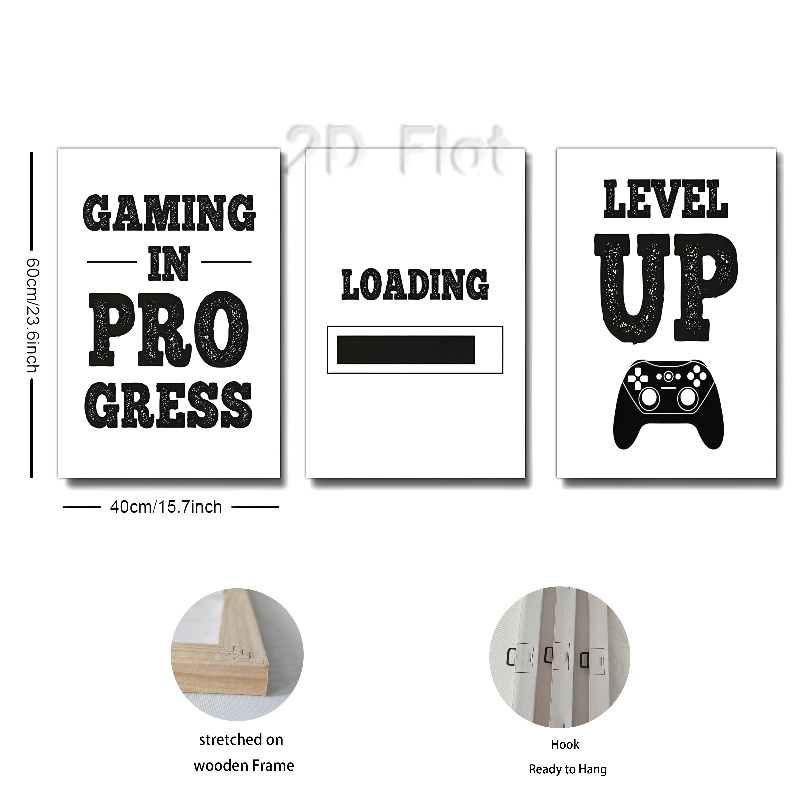 2D Flat
GAMING
IN
PRO
GRESS
LOADING
LEVEL
UP
60cm/23.6inch
40cm/15.7inch
stretched on
wooden Frame
Hook
Ready to Hang